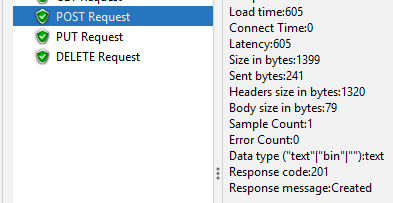 POST Request
PUT Request
DELETE Request
Load time:605
Connect Time:0
Latency:605
Size in bytes:1399
Sent bytes:241
Headers size in bytes:1320
Body size in bytes:79
Sample Count:1
Error Count:0
Data type ("text"|"bin"|""):text
Response code:201
Response message:Created